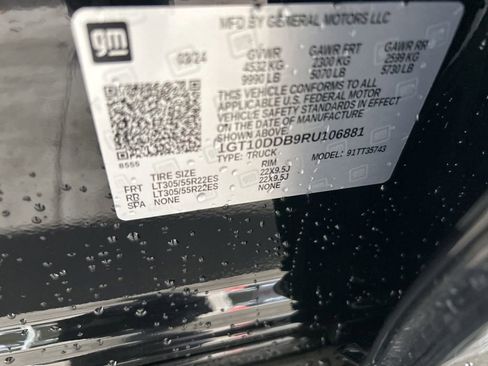 gm
MFD BY GENERAL MOTORS LLC
03/24 GVWR GAWR FRT GAWR RR
4532 KG 2300 KG 2599 KG
9990 LB 5070 LB 5730 LB
THIS VEHICLE CONFORMS TO ALL
APPLICABLE U.S. FEDERAL MOTOR
VEHICLE SAFETY STANDARDS IN EFFECT
ON THE DATE OF MANUFACTURE
SHOWN ABOVE.
1GT10DDB9RU106881
TYPE: TRUCK MODEL: 91TT35743
8555
TIRE SIZE RIM
FRT LT305/55R22ES 22X9.5J
RR LT305/55R22ES 22X9.5J
SPA NONE NONE